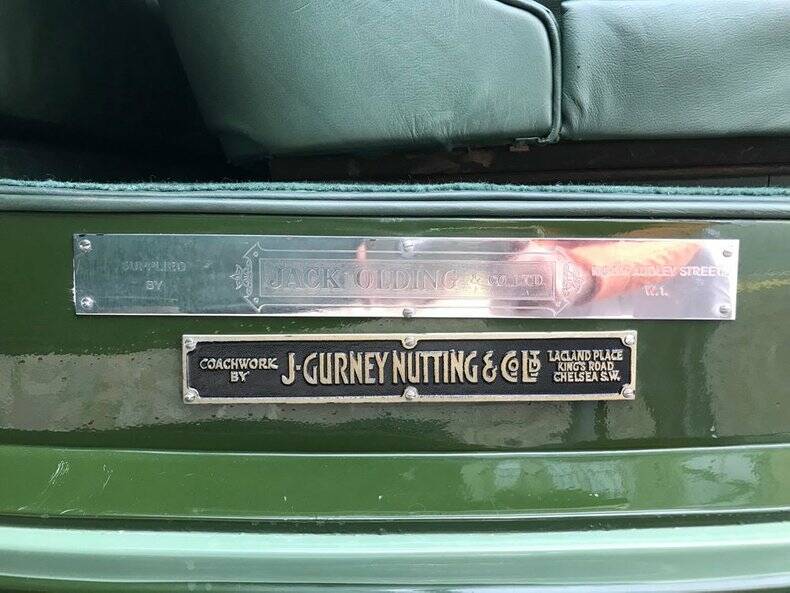 SUPPLIED
BY
JACK OLDING & CO. LTD.
AUDLEY STREET
W.1.
COACHWORK
BY
J-GURNEY NUTTING & CO LTD
LACLAND PLACE
KING'S ROAD
CHELSEA S.W.